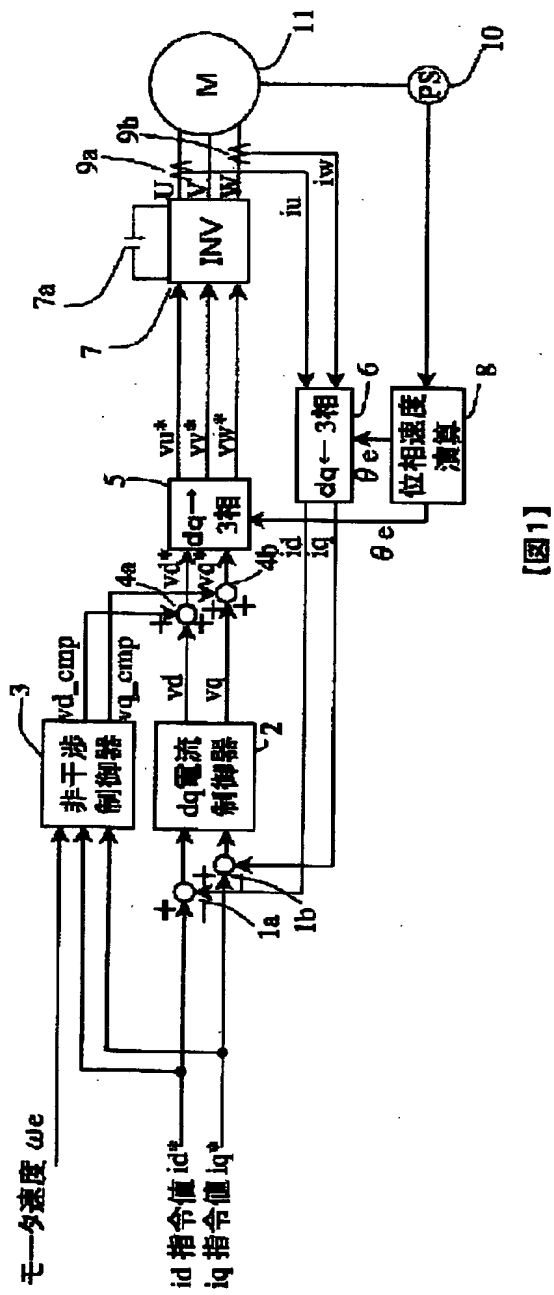 モータ速度 ωe
id 指令値 id*
iq 指令値 iq*
3
非干渉
制御器
vd_cmp
vq_cmp
+
+
−
−
1a
1b
dq電流
制御器
2
vd
vq
4a
4b
+
+
+
+
vd*
vq*
5
dq→
3相
vu*
vv*
vw*
7a
7
INV
U
V
W
9a
9b
M
11
iu
iw
6
dq←3相
id
iq
θe
θe
位相速度
演算
8
PS
10
【図1】